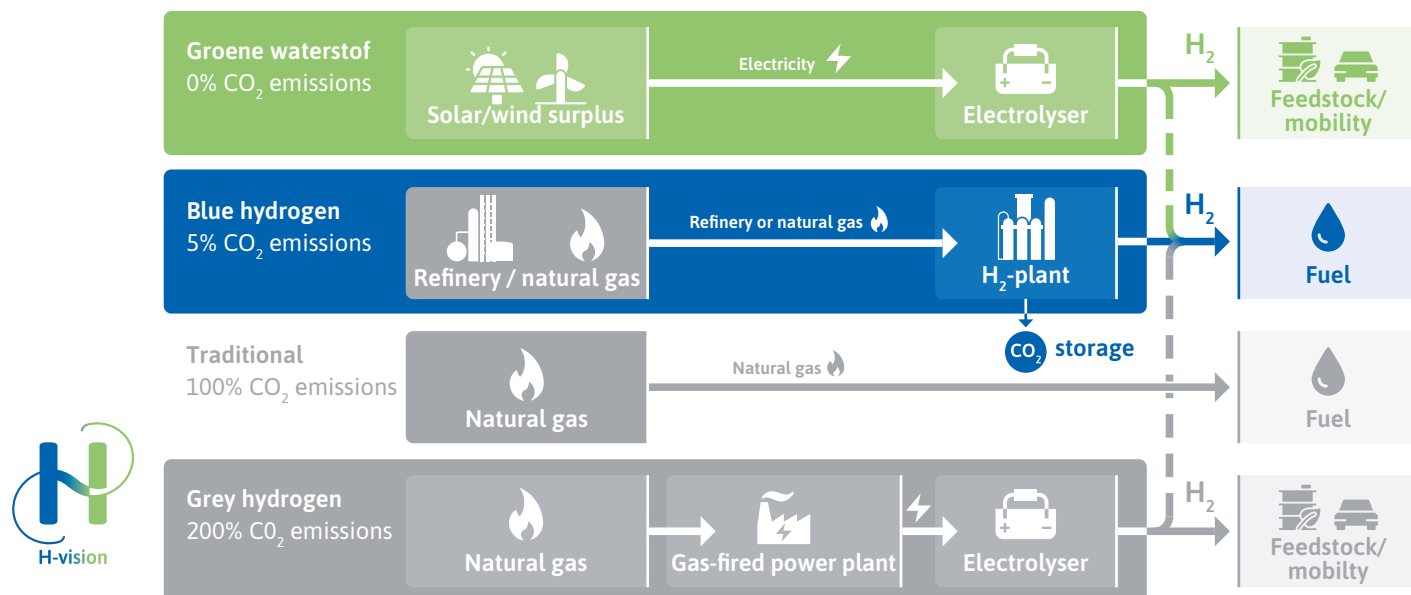 Groene waterstof
0% CO₂ emissions
Solar/wind surplus
Electricity
Electrolyser
H₂
Feedstock/
mobility
Blue hydrogen
5% CO₂ emissions
Refinery / natural gas
Refinery or natural gas
H₂-plant
H₂
Fuel
CO₂ storage
Traditional
100% CO₂ emissions
Natural gas
Natural gas
Fuel
Grey hydrogen
200% C0₂ emissions
Natural gas
Gas-fired power plant
Electrolyser
H₂
Feedstock/
mobilty
H-vision